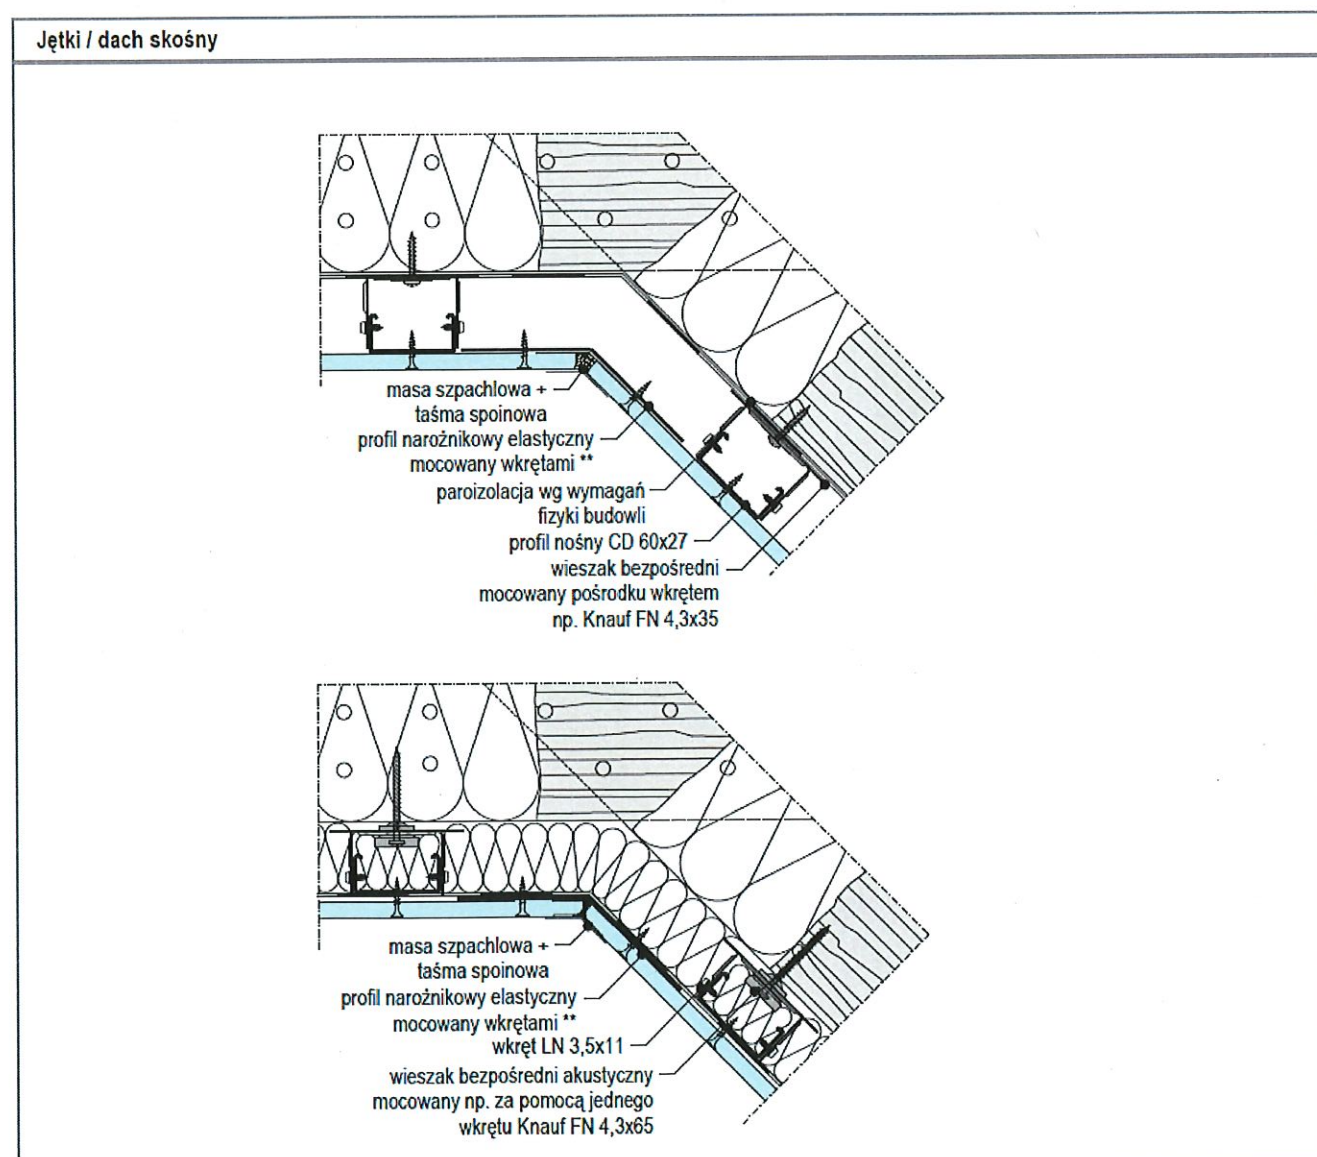 Jętki / dach skośny
masa szpachlowa +
taśma spoinowa
profil narożnikowy elastyczny
mocowany wkrętami **
paroizolacja wg wymagań
fizyki budowli
profil nośny CD 60x27
wieszak bezpośredni
mocowany pośrodku wkrętem
np. Knauf FN 4,3x35
masa szpachlowa +
taśma spoinowa
profil narożnikowy elastyczny
mocowany wkrętami **
wkręt LN 3,5x11
wieszak bezpośredni akustyczny
mocowany np. za pomocą jednego
wkrętu Knauf FN 4,3x65